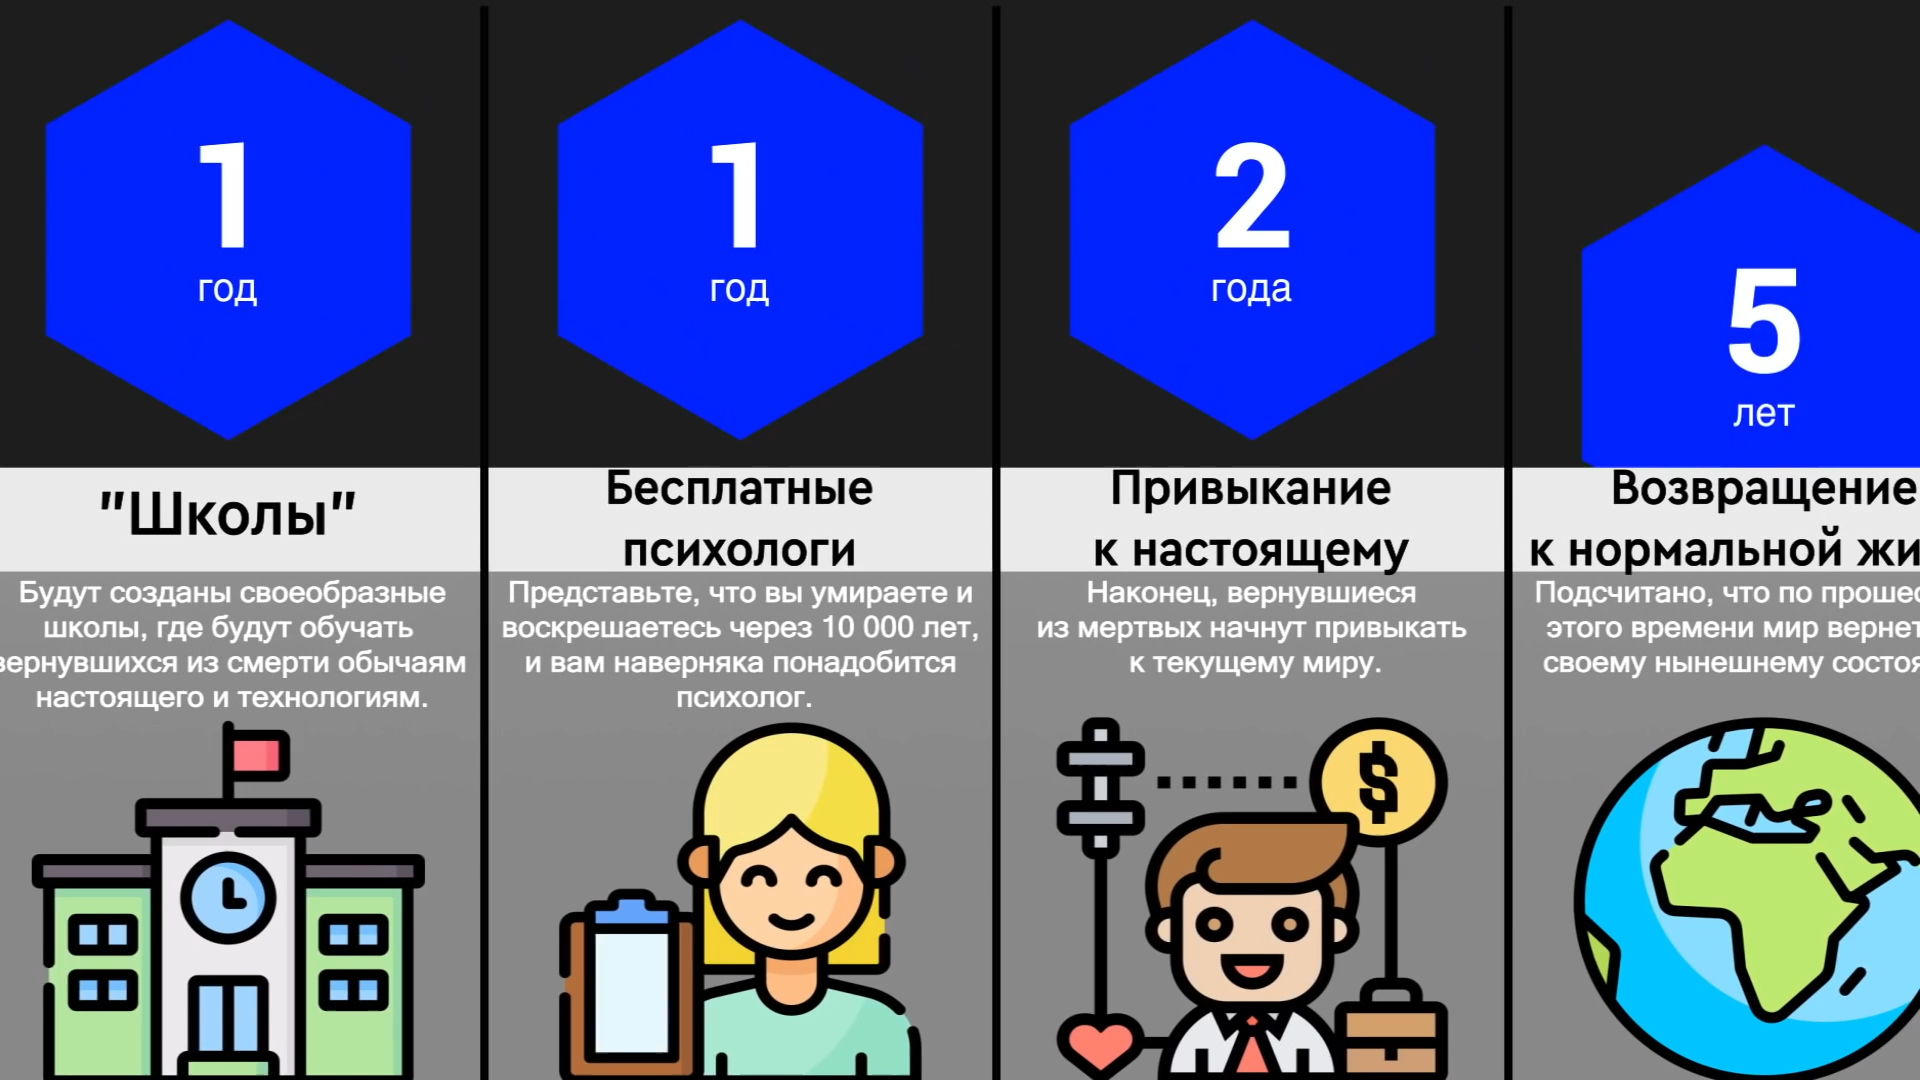 1
год
"Школы"
Будут созданы своеобразные
школы, где будут обучать
вернувшихся из смерти обычаям
настоящего и технологиям.
1
год
Бесплатные
психологи
Представьте, что вы умираете и
воскрешаетесь через 10 000 лет,
и вам наверняка понадобится
психолог.
2
года
Привыкание
к настоящему
Наконец, вернувшиеся
из мертвых начнут привыкать
к текущему миру.
$
5
лет
Возвращение
к нормальной
Подсчитано, что по
этого времени мир
своему нынешнему